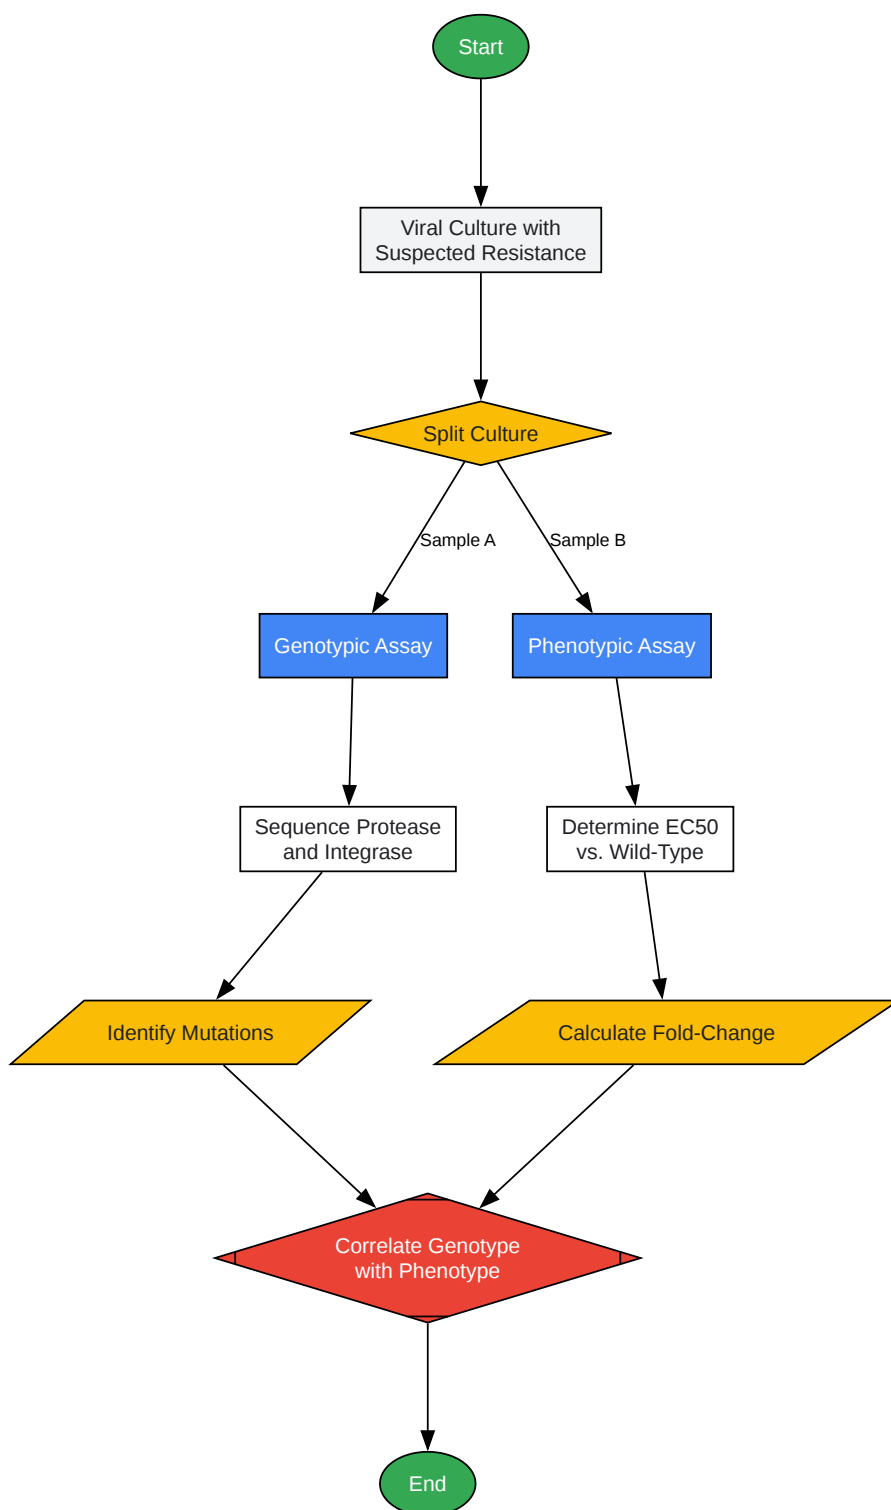 Start
Viral Culture with
Suspected Resistance
Split Culture
Sample A
Sample B
Genotypic Assay
Phenotypic Assay
Sequence Protease
and Integrase
Determine EC50
vs. Wild-Type
Identify Mutations
Calculate Fold-Change
Correlate Genotype
with Phenotype
End